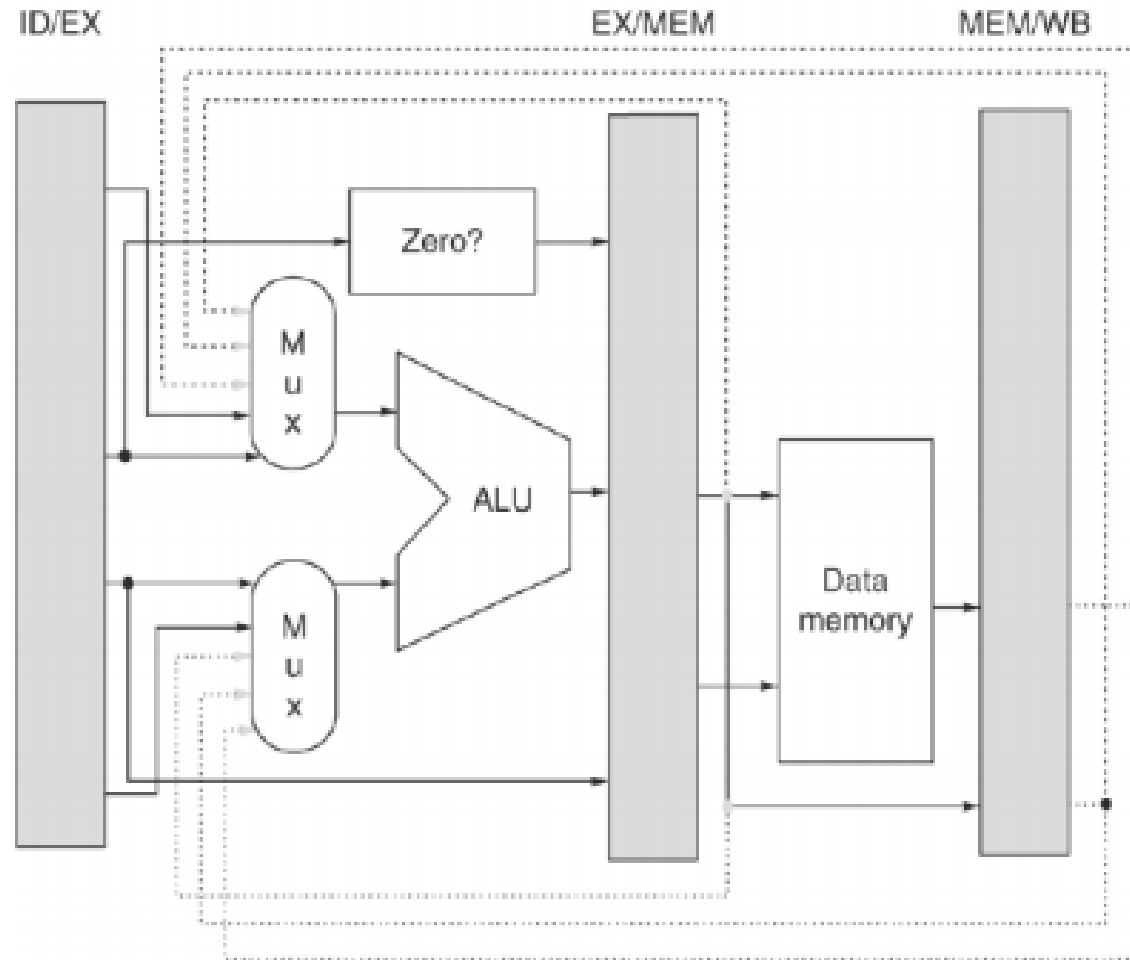 ID/EX
EX/MEM
MEM/WB
Zero?
M
u
x
ALU
M
u
x
Data
memory